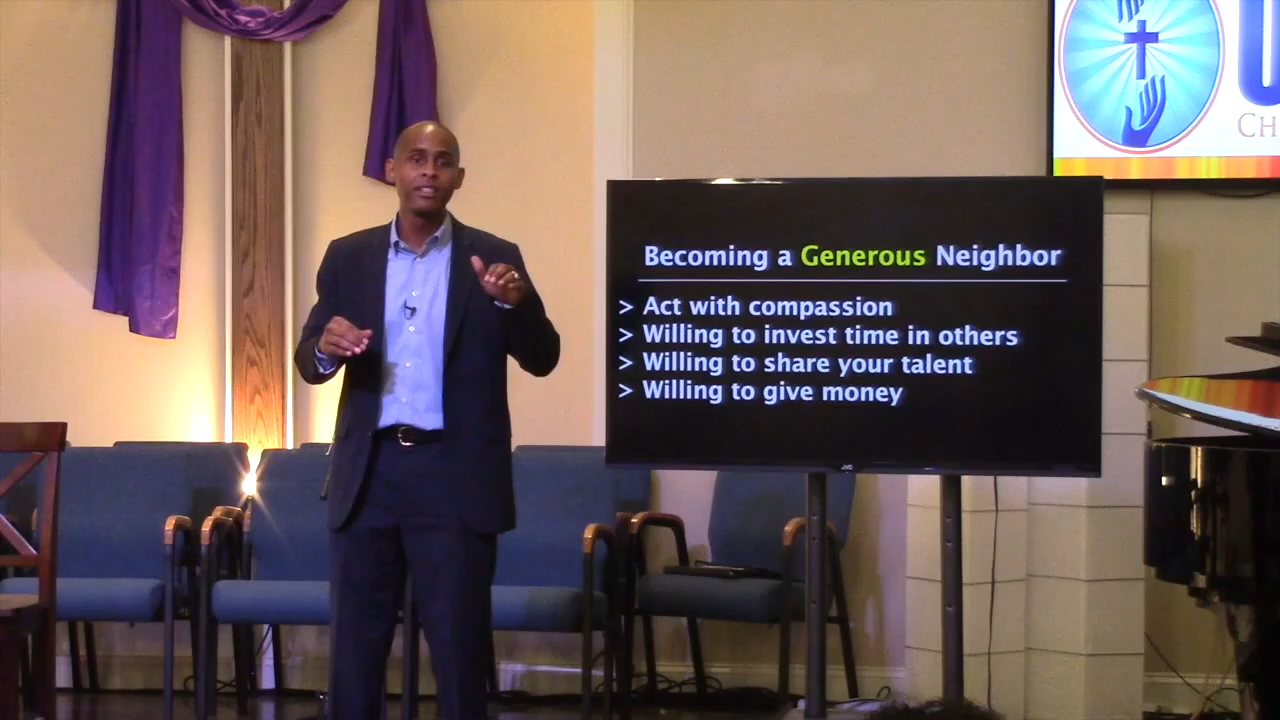 Becoming a Generous Neighbor
> Act with compassion
> Willing to invest time in others
> Willing to share your talent
> Willing to give money
JVC